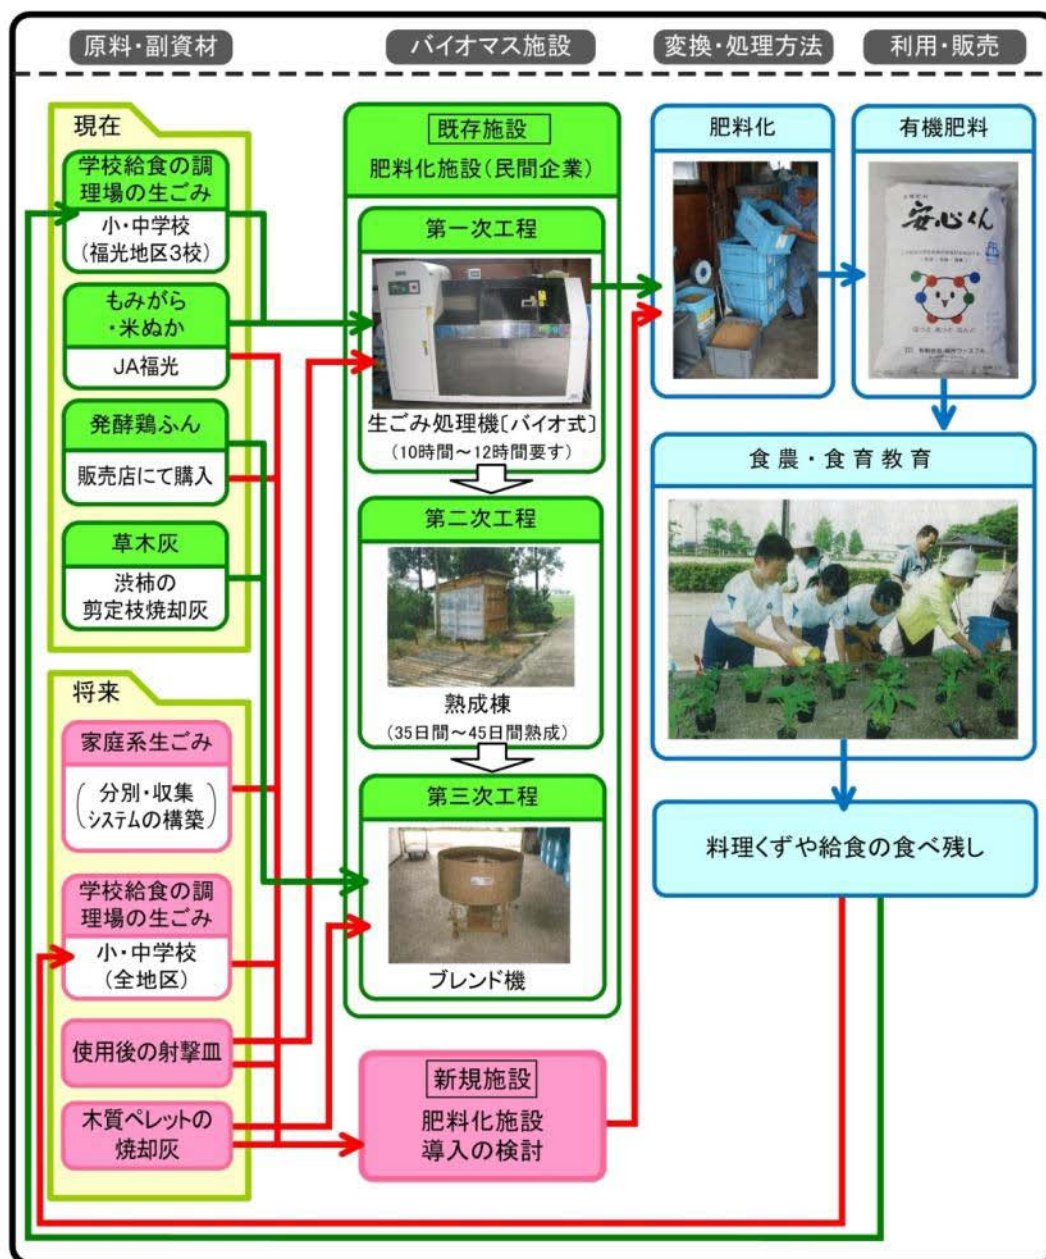 原料・副資材
バイオマス施設
変換・処理方法
利用・販売
現在
学校給食の調
理場の生ごみ
小・中学校
(福光地区3校)
もみがら
・米ぬか
JA福光
発酵鶏ふん
販売店にて購入
草木灰
渋柿の
剪定枝焼却灰
将来
家庭系生ごみ
分別・収集
システムの構築
学校給食の調
理場の生ごみ
小・中学校
(全地区)
使用後の射撃皿
木質ペレットの
焼却灰
既存施設
肥料化施設(民間企業)
第一次工程
生ごみ処理機〔バイオ式〕
(10時間～12時間要す)
第二次工程
熟成棟
(35日間～45日間熟成)
第三次工程
ブレンド機
新規施設
肥料化施設
導入の検討
肥料化
有機肥料
安心くん
食農・食育教育
料理くずや給食の食べ残し